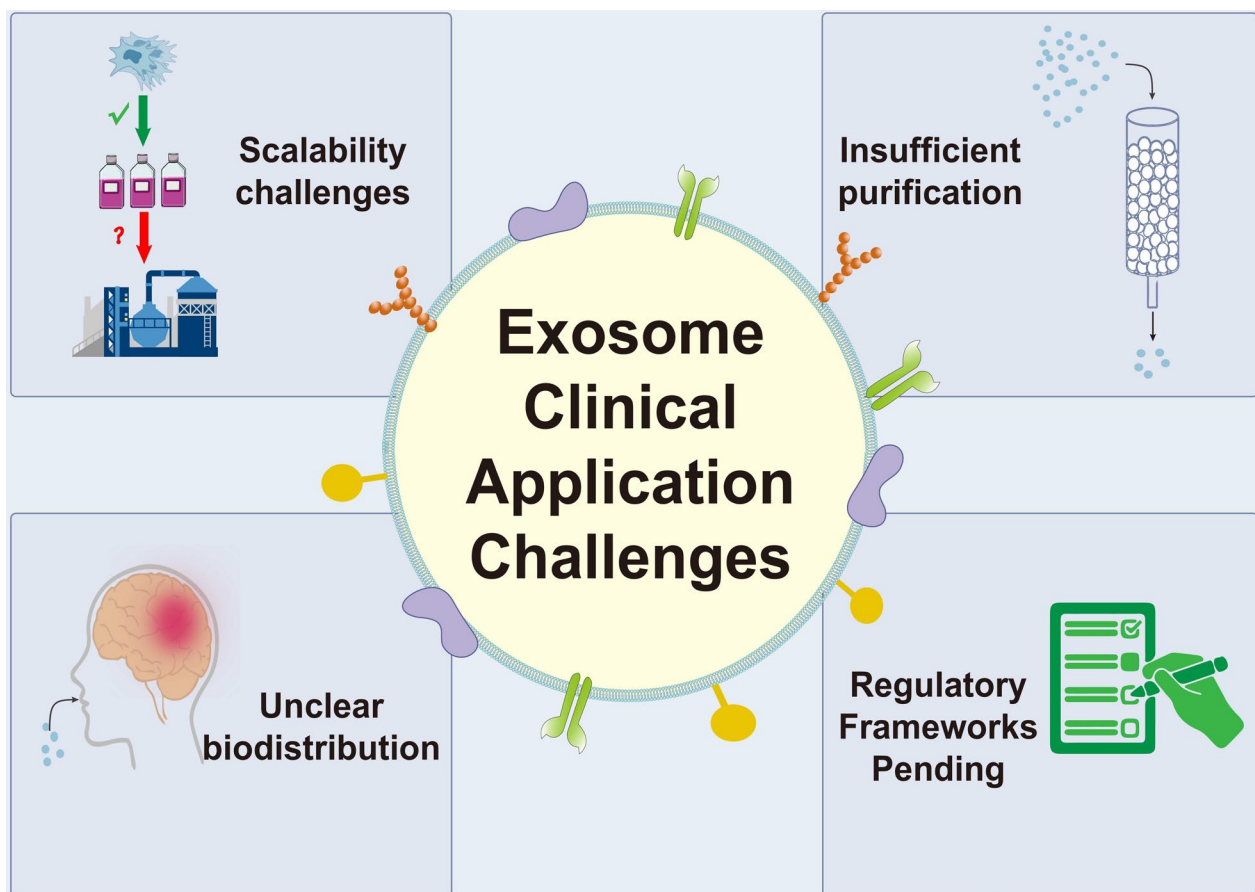 Scalability
challenges
?
Insufficient
purification
Exosome
Clinical
Application
Challenges
Unclear
biodistribution
Regulatory
Frameworks
Pending